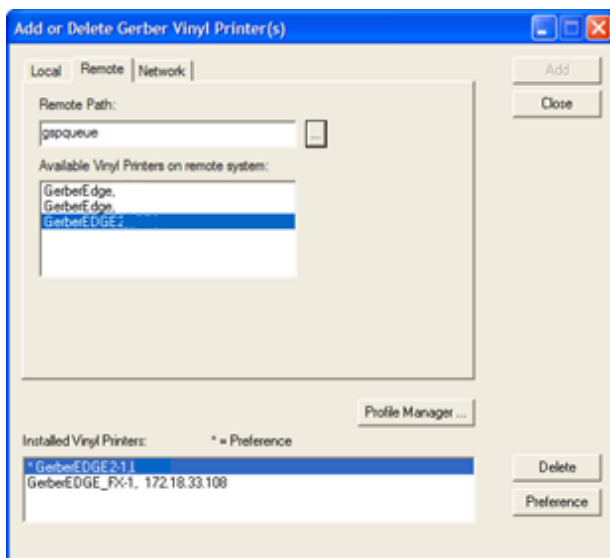 Add or Delete Gerber Vinyl Printer(s)
Local Remote Network
Add
Close
Remote Path:
gspqueue
...
Available Vinyl Printers on remote system:
GerberEdge,
GerberEdge,
GerberEDGE2
Profile Manager ...
Installed Vinyl Printers: * = Preference
* GerberEDGE2-1,
GerberEDGE_FX-1, 172.18.33.108
Delete
Preference